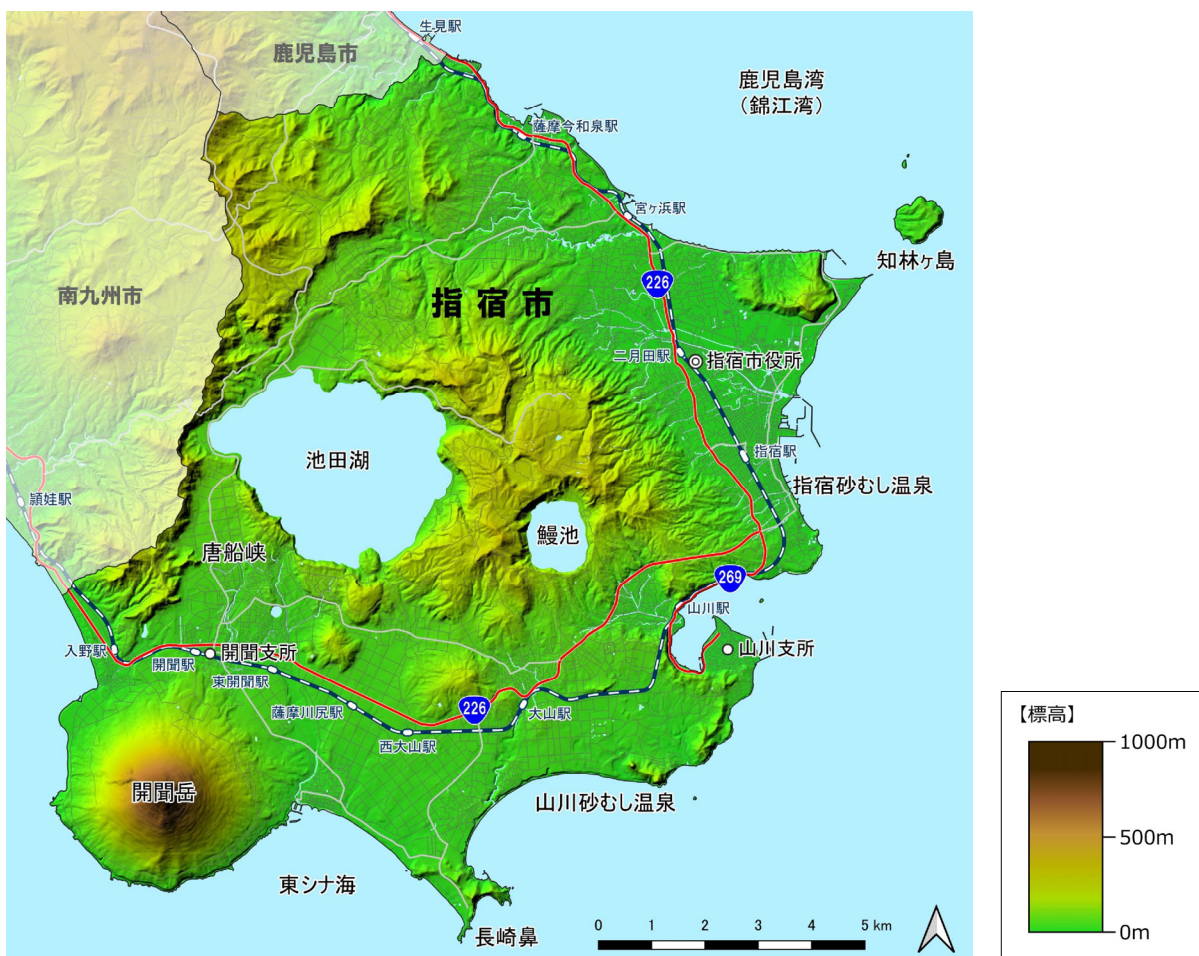 生見駅
鹿児島市
鹿児島湾
（錦江湾）
薩摩今和泉駅
宮ヶ浜駅
知林ヶ島
南九州市
指宿市
226
二月田駅
指宿市役所
池田湖
指宿駅
指宿砂むし温泉
頴娃駅
鰻池
唐船峡
269
山川駅
入野駅
開聞駅
開聞支所
山川支所
東開聞駅
薩摩川尻駅
226
大山駅
西大山駅
開聞岳
山川砂むし温泉
東シナ海
長崎鼻
0 1 2 3 4 5 km
【標高】
1000m
500m
0m